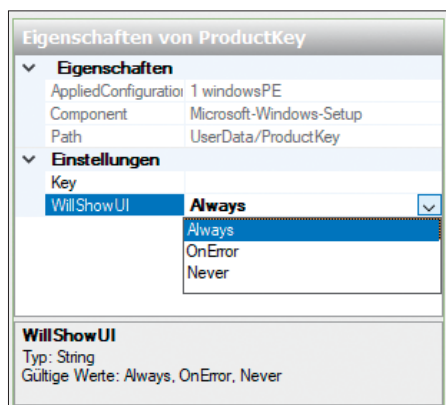 Eigenschaften von ProductKey
Eigenschaften
AppliedConfiguration 1 windowsPE
Component Microsoft-Windows-Setup
Path UserData/ProductKey
Einstellungen
Key
WillShowUI Always
Always
OnError
Never
WillShowUI
Typ: String
Gültige Werte: Always, OnError, Never